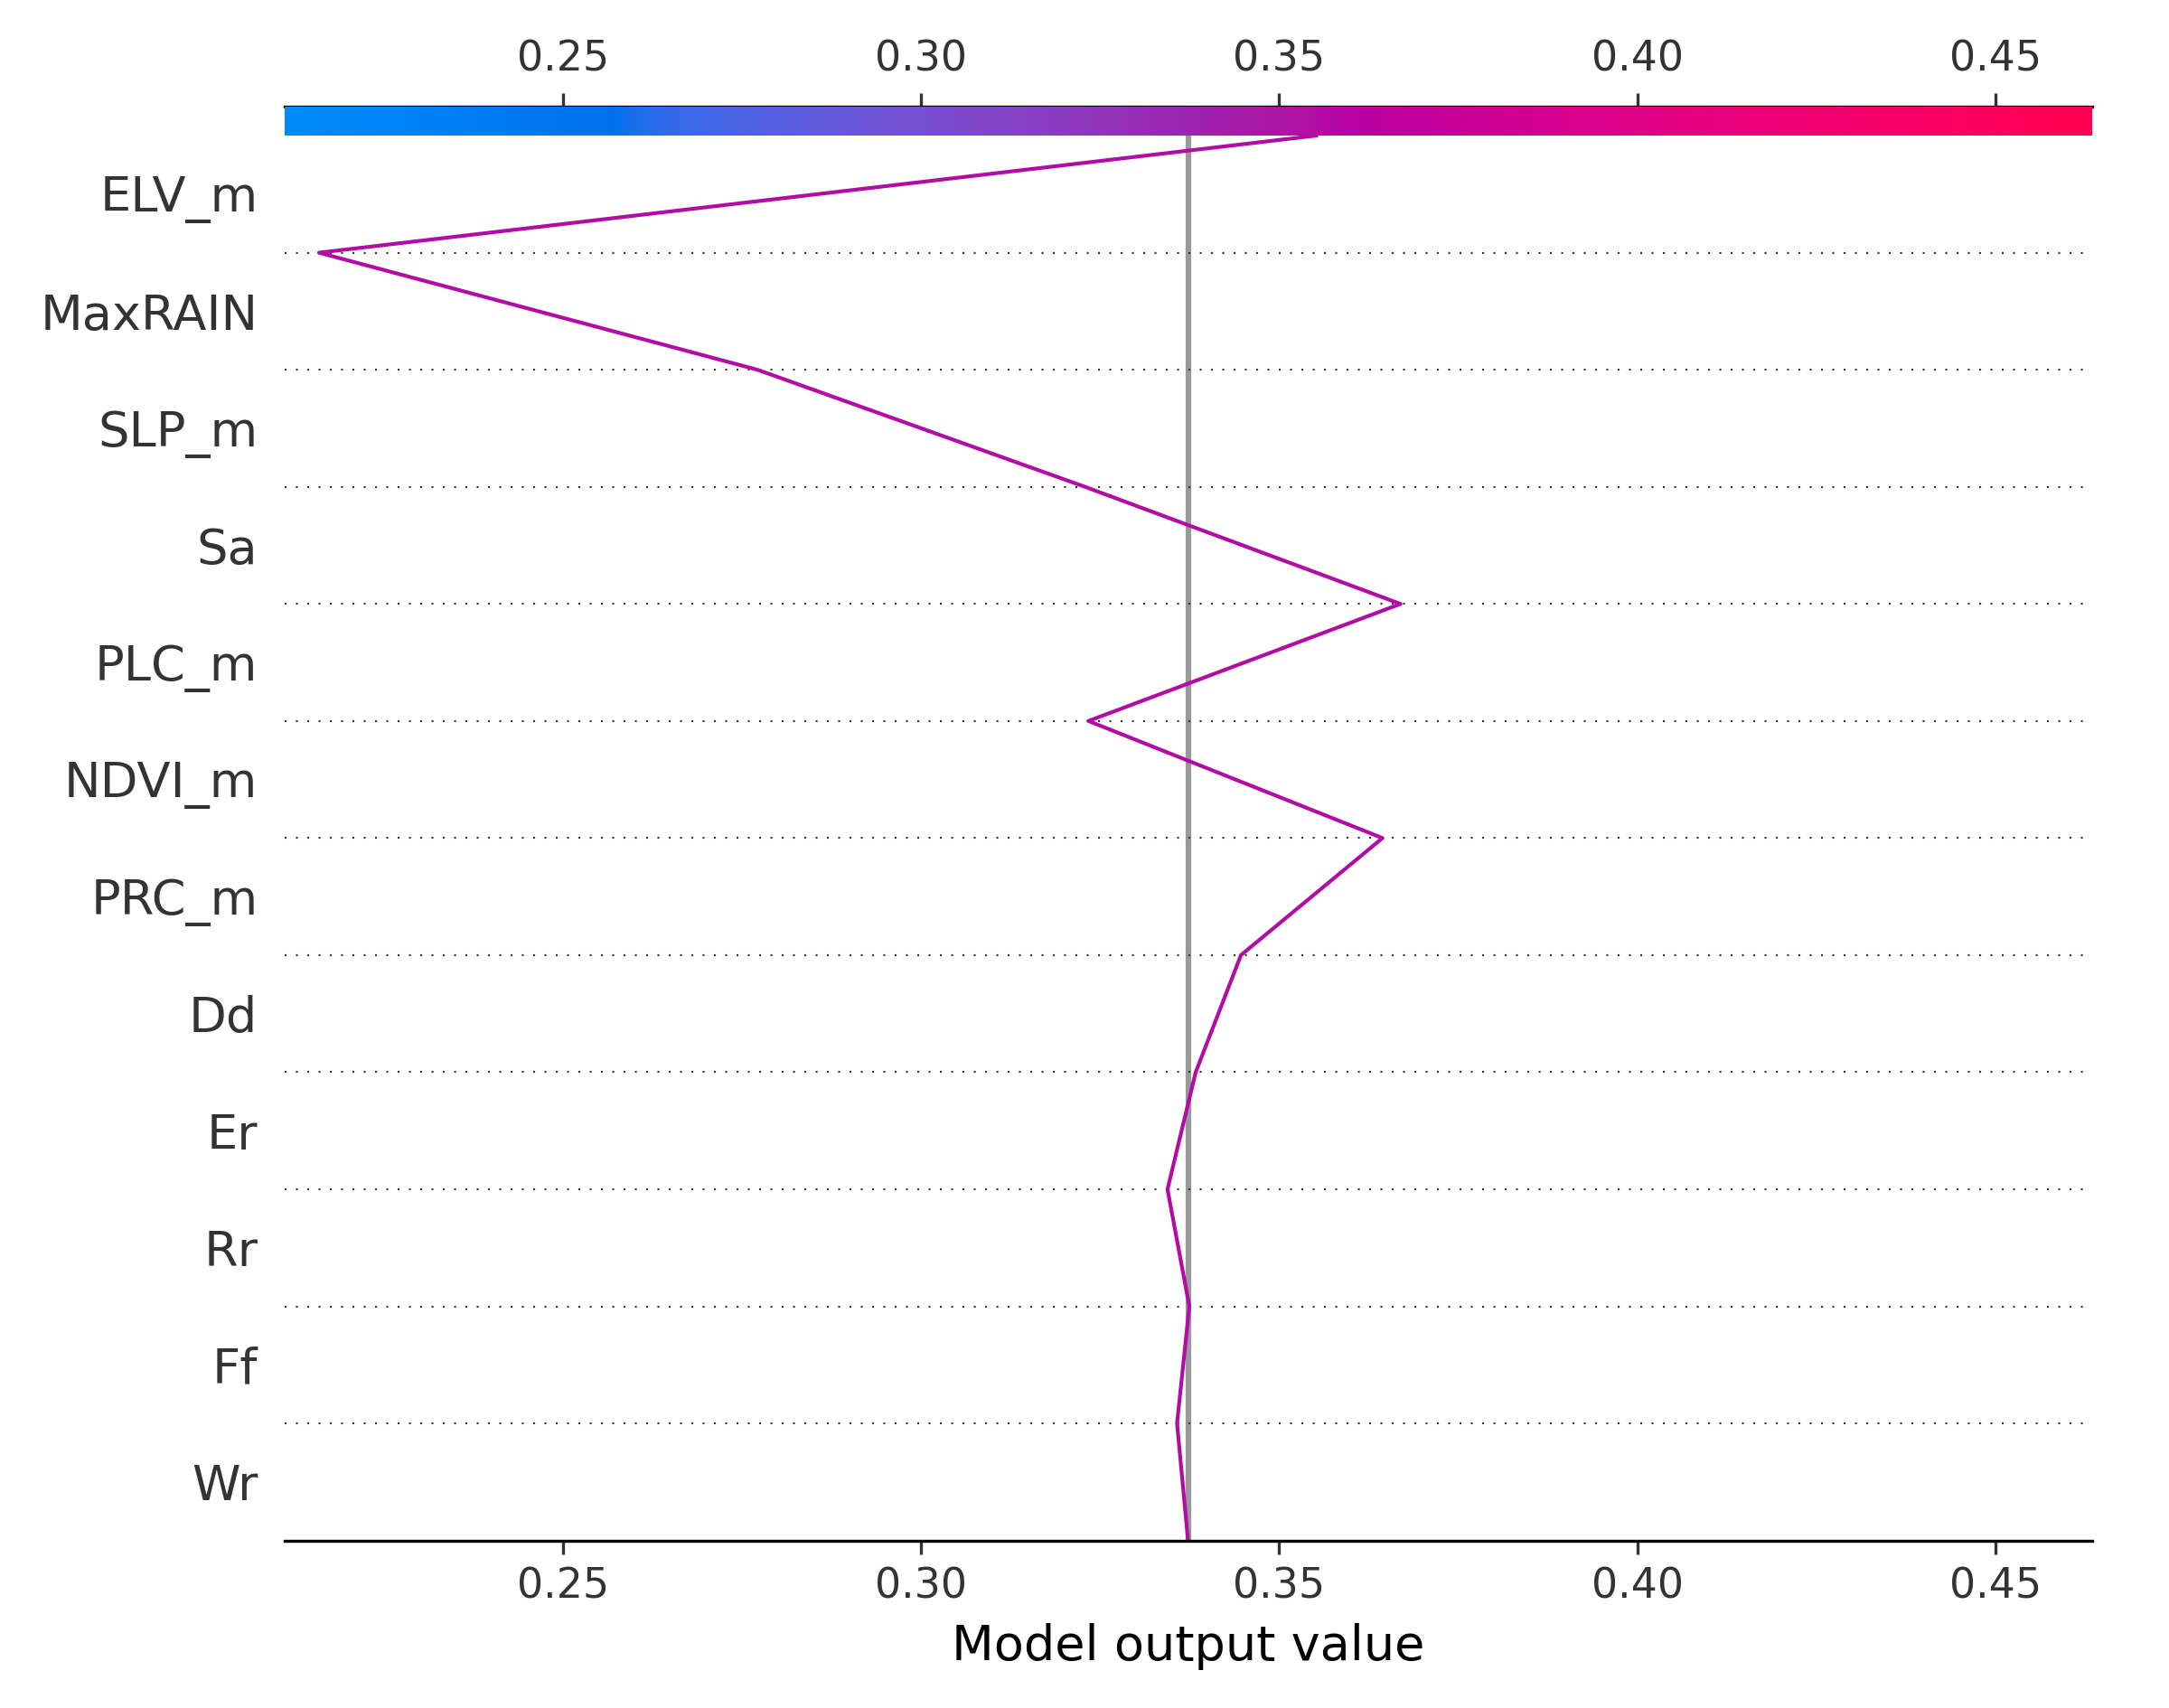 0.25 0.30 0.35 0.40 0.45
ELV_m
MaxRAIN
SLP_m
Sa
PLC_m
NDVI_m
PRC_m
Dd
Er
Rr
Ff
Wr
0.25 0.30 0.35 0.40 0.45
Model output value